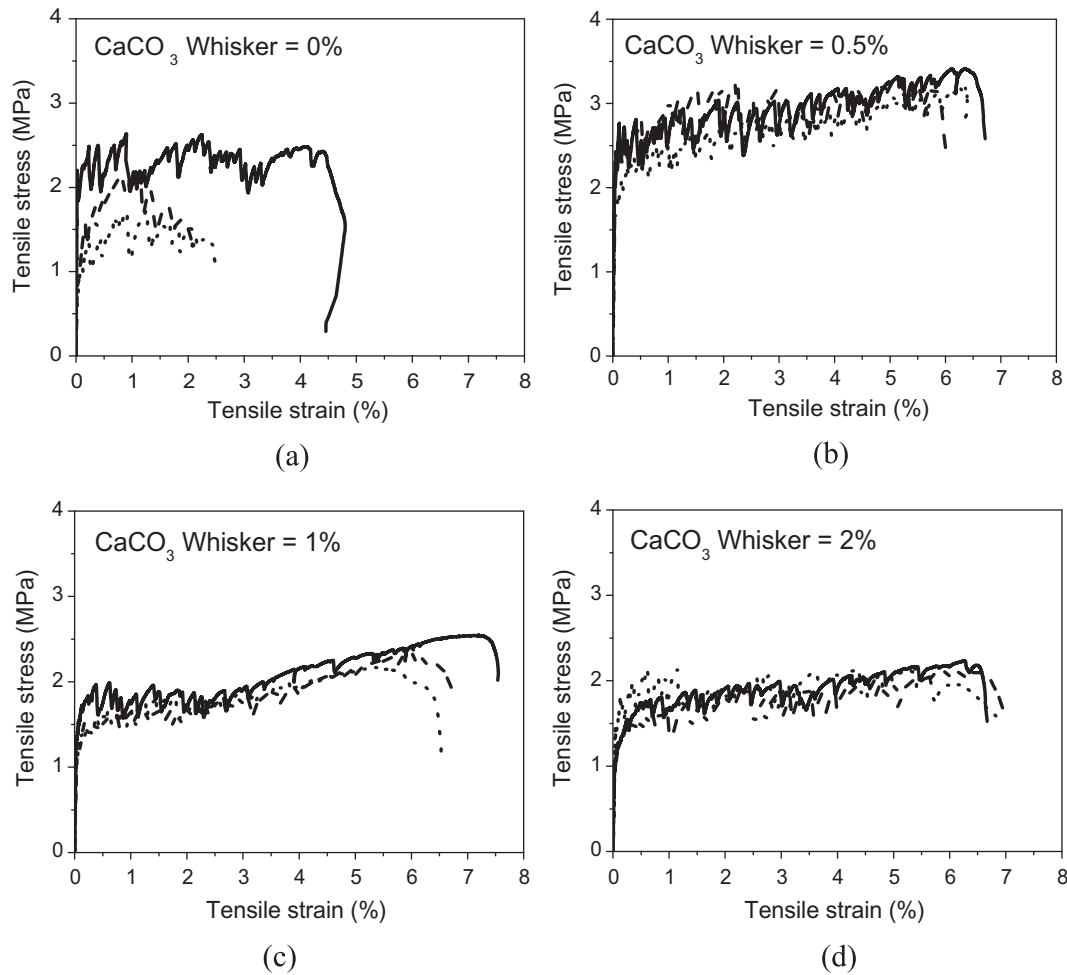 CaCO3 Whisker = 0%
Tensile stress (MPa)
4
3
2
1
0
0 1 2 3 4 5 6 7 8
Tensile strain (%)
(a)
CaCO3 Whisker = 0.5%
Tensile stress (MPa)
4
3
2
1
0
0 1 2 3 4 5 6 7 8
Tensile strain (%)
(b)
CaCO3 Whisker = 1%
Tensile stress (MPa)
4
3
2
1
0
0 1 2 3 4 5 6 7 8
Tensile strain (%)
(c)
CaCO3 Whisker = 2%
Tensile stress (MPa)
4
3
2
1
0
0 1 2 3 4 5 6 7 8
Tensile strain (%)
(d)